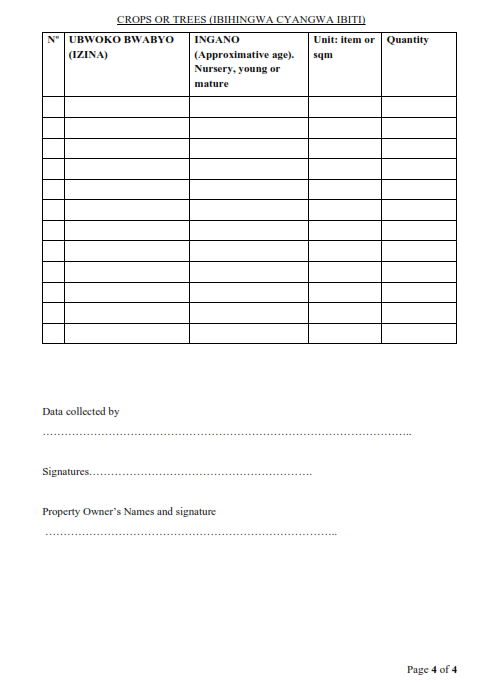 CROPS OR TREES (IBIHINGWA CYANGWA IBITI)
N° UBWOKO BWABYO (IZINA) INGANO (Approximative age). Nursery, young or mature Unit: item or sqm Quantity
Data collected by
………………………………………………………………………………………..
Signatures…………………………………………………….
Property Owner’s Names and signature
……………………………………………………………………..
Page 4 of 4